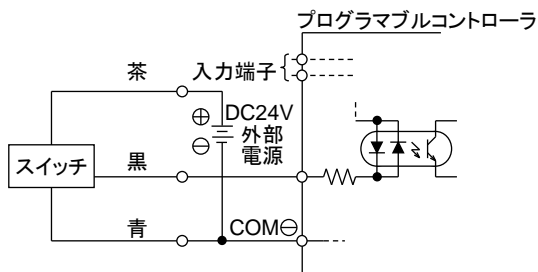 プログラマブルコントローラ
茶
入力端子
⊕ DC24V
⊖ 外部
電源
スイッチ
黒
青
COM⊖